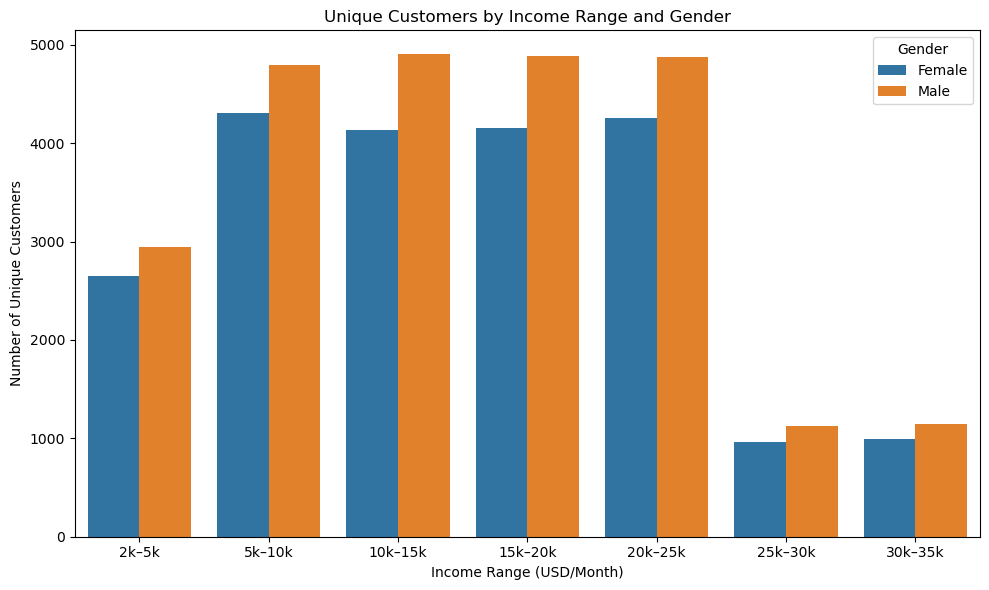 Unique Customers by Income Range and Gender
Gender
Female
Male
Number of Unique Customers
5000
4000
3000
2000
1000
0
2k–5k
5k–10k
10k–15k
15k–20k
20k–25k
25k–30k
30k–35k
Income Range (USD/Month)